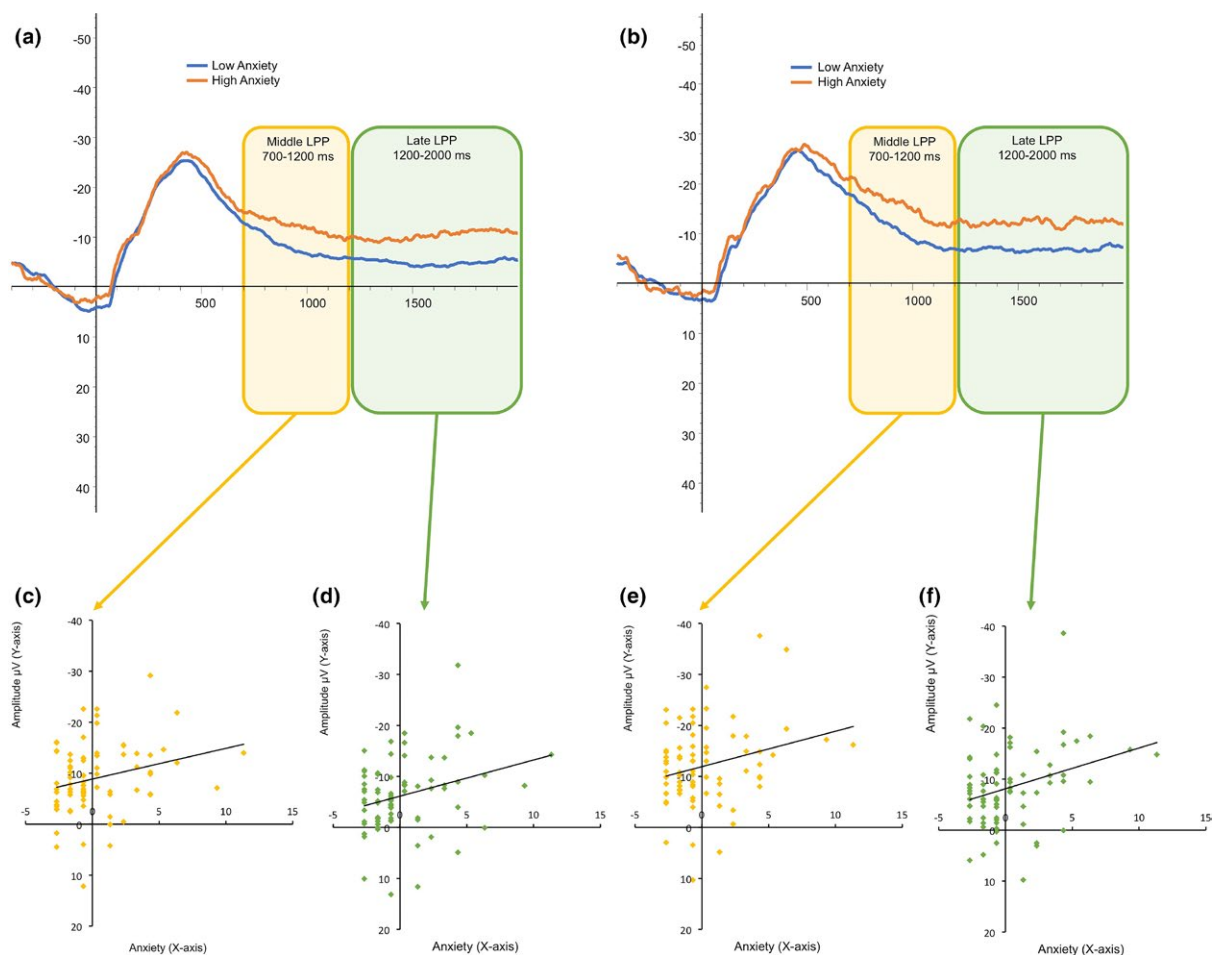 (a)
-50
-40
-30
-20
-10
10
20
30
40
500
1000
1500
Low Anxiety
High Anxiety
Middle LPP
700-1200 ms
Late LPP
1200-2000 ms
(b)
-50
-40
-30
-20
-10
10
20
30
40
500
1000
1500
Low Anxiety
High Anxiety
Middle LPP
700-1200 ms
Late LPP
1200-2000 ms
(c)
Amplitude µV (Y-axis)
-40
-30
-20
-10
0
10
20
-5
0
5
10
15
Anxiety (X-axis)
(d)
Amplitude µV (Y-axis)
-40
-30
-20
-10
0
10
20
-5
0
5
10
15
Anxiety (X-axis)
(e)
Amplitude µV (Y-axis)
-40
-30
-20
-10
0
10
20
-5
0
5
10
15
Anxiety (X-axis)
(f)
Amplitude µV (Y-axis)
-40
-30
-20
-10
0
10
20
-5
0
5
10
15
Anxiety (X-axis)